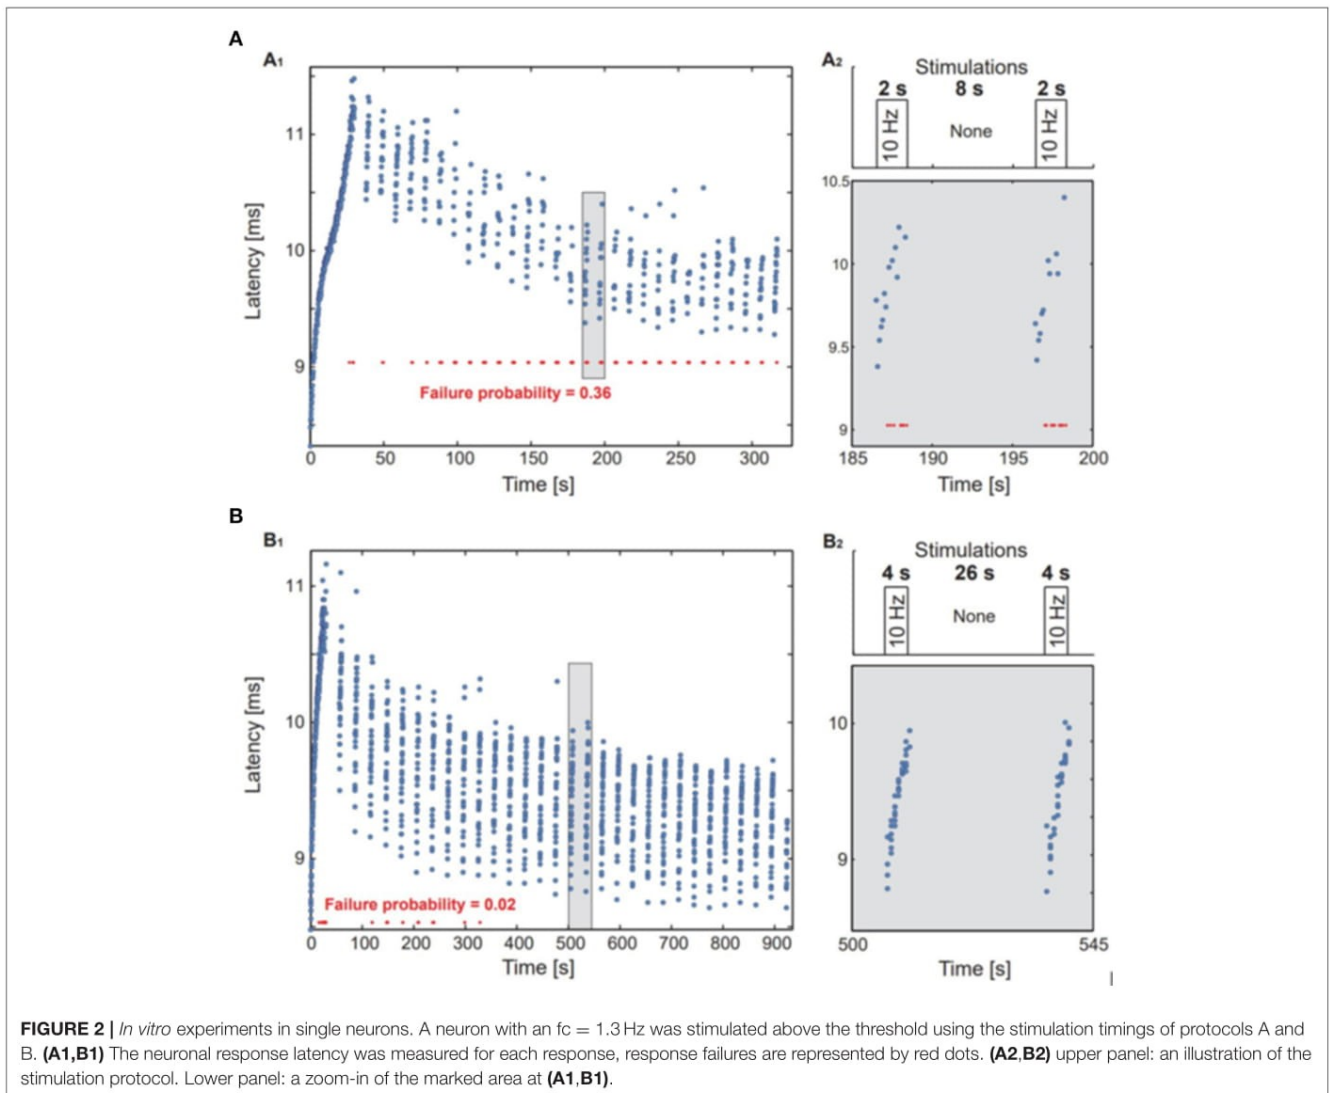 A
A1
11
10
9
Latency [ms]
Failure probability = 0.36
0 50 100 150 200 250 300
Time [s]
A2
Stimulations
2 s 8 s 2 s
10 Hz None 10 Hz
10.5
10
9.5
9
185 190 195 200
Time [s]
B
B1
11
10
9
Latency [ms]
Failure probability = 0.02
0 100 200 300 400 500 600 700 800 900
Time [s]
B2
Stimulations
4 s 26 s 4 s
10 Hz None 10 Hz
10
9
500 545
Time [s]
FIGURE 2 | In vitro experiments in single neurons. A neuron with an fc = 1.3 Hz was stimulated above the threshold using the stimulation timings of protocols A and
B. (A1,B1) The neuronal response latency was measured for each response, response failures are represented by red dots. (A2,B2) upper panel: an illustration of the
stimulation protocol. Lower panel: a zoom-in of the marked area at (A1,B1).